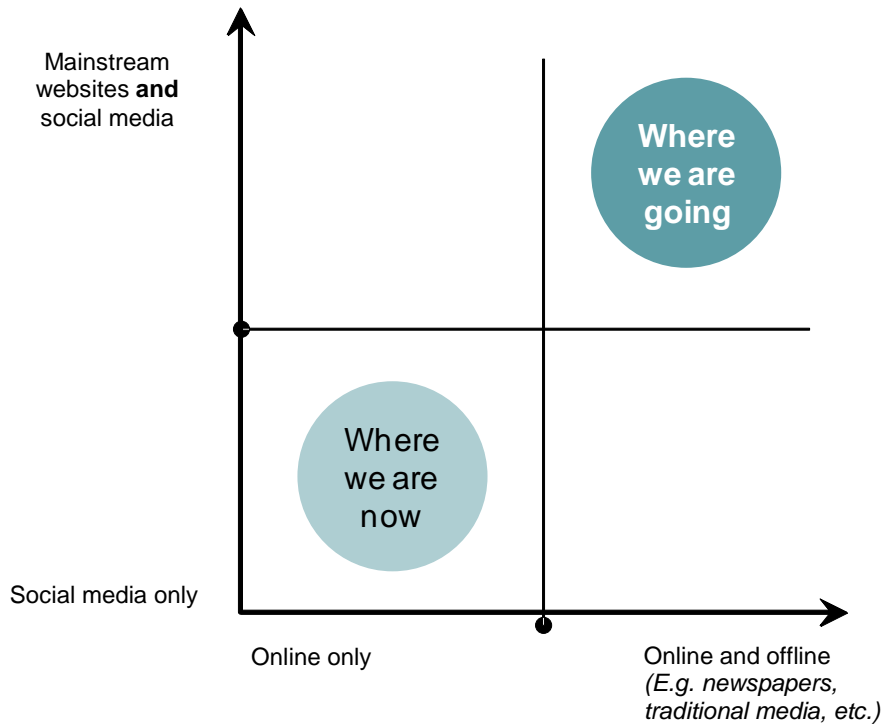 Mainstream
websites and
social media
Where
we are
going
Where
we are
now
Social media only
Online only
Online and offline
(E.g. newspapers,
traditional media, etc.)